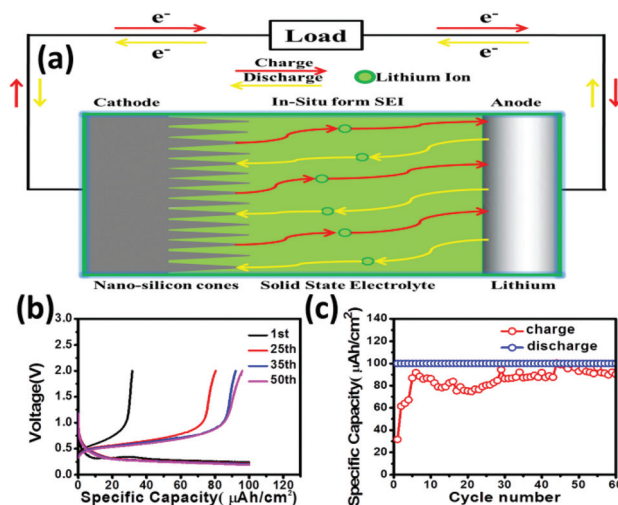 e⁻ e⁻
Load
e⁻ e⁻
(a)
Charge
Discharge
Lithium Ion
Cathode In-Situ form SEI Anode
Nano-silicon cones Solid State Electrolyte Lithium
(b)
1st
25th
35th
50th
3.0
2.5
2.0
1.5
1.0
0.5
0.0
Voltage(V)
0 20 40 60 80 100 120
Specific Capacity( μAh/cm²)
(c)
charge
discharge
140
120
100
80
60
40
20
0
Specific Capacity( μAh/cm²)
0 10 20 30 40 50 60
Cycle number